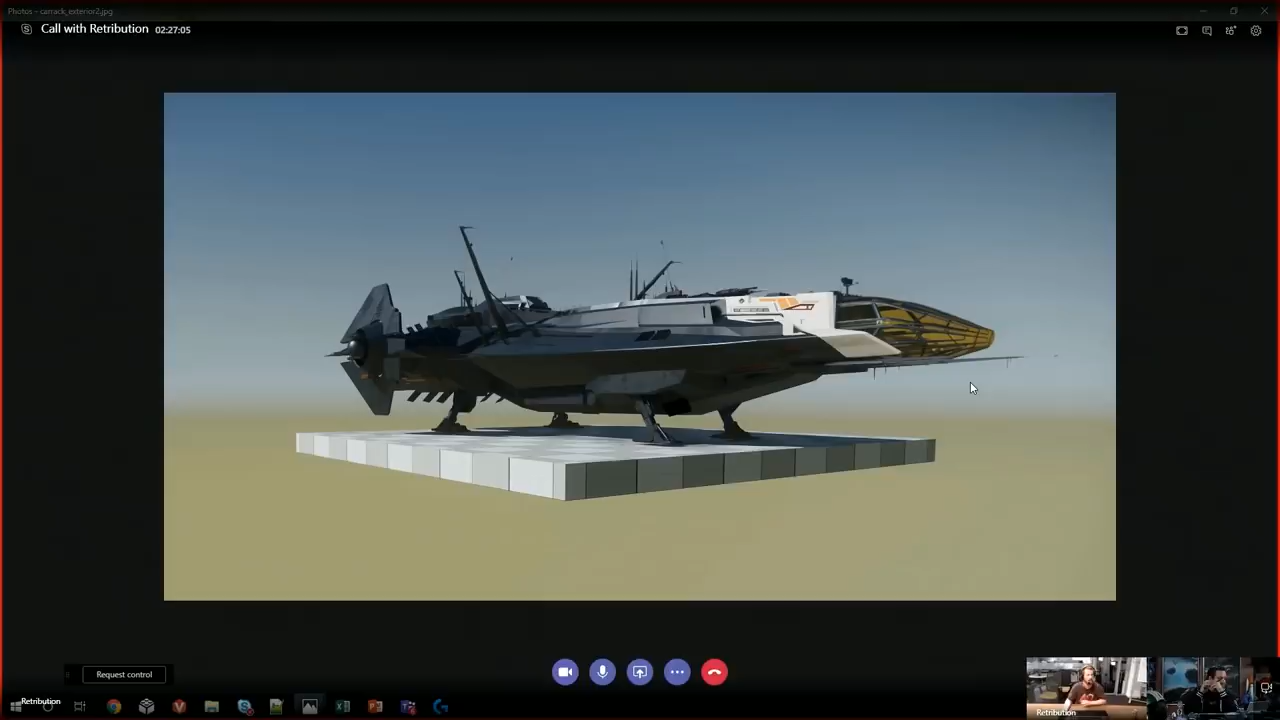 Photos - carrack_exterior2.jpg
Call with Retribution 02:27:05
Request control
Retribution
Retribution